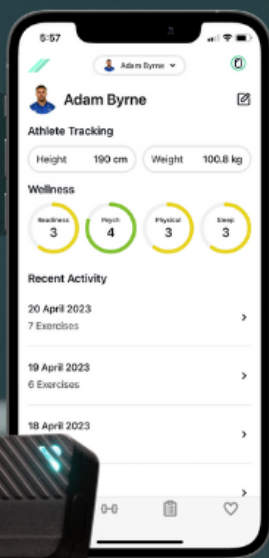 5:57
Adam Byrne
Adam Byrne
Athlete Tracking
Height 190 cm Weight 100.8 kg
Wellness
Readiness Psych Physical Sleep
3 4 3 3
Recent Activity
20 April 2023
7 Exercises
19 April 2023
6 Exercises
18 April 2023